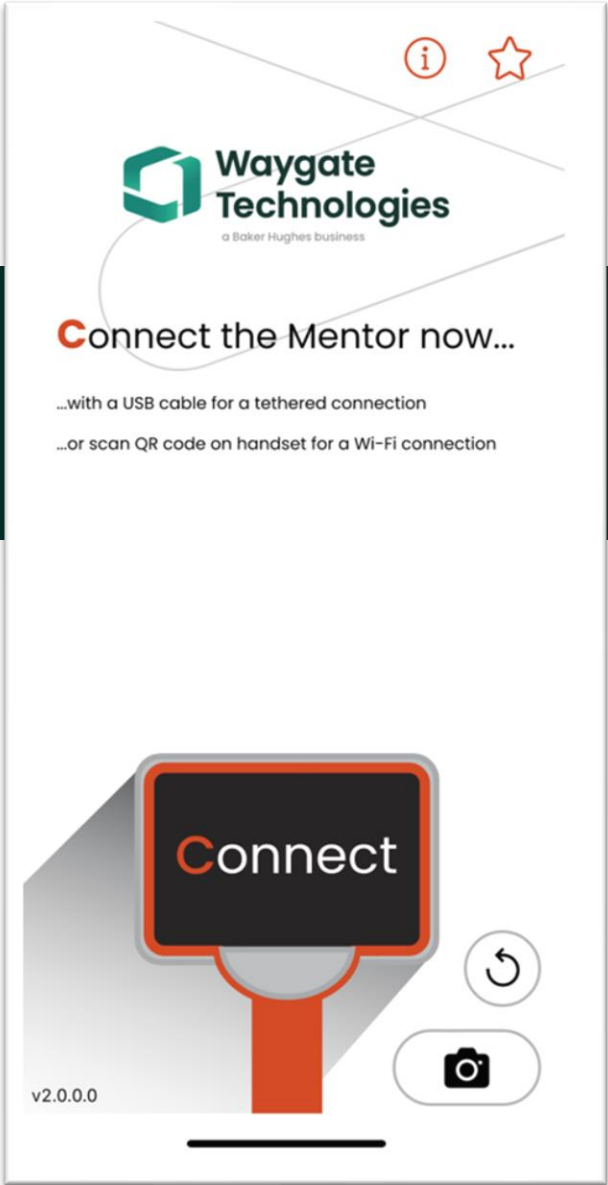 Waygate
Technologies
a Baker Hughes business
Connect the Mentor now...
...with a USB cable for a tethered connection
...or scan QR code on handset for a Wi-Fi connection
Connect
v2.0.0.0